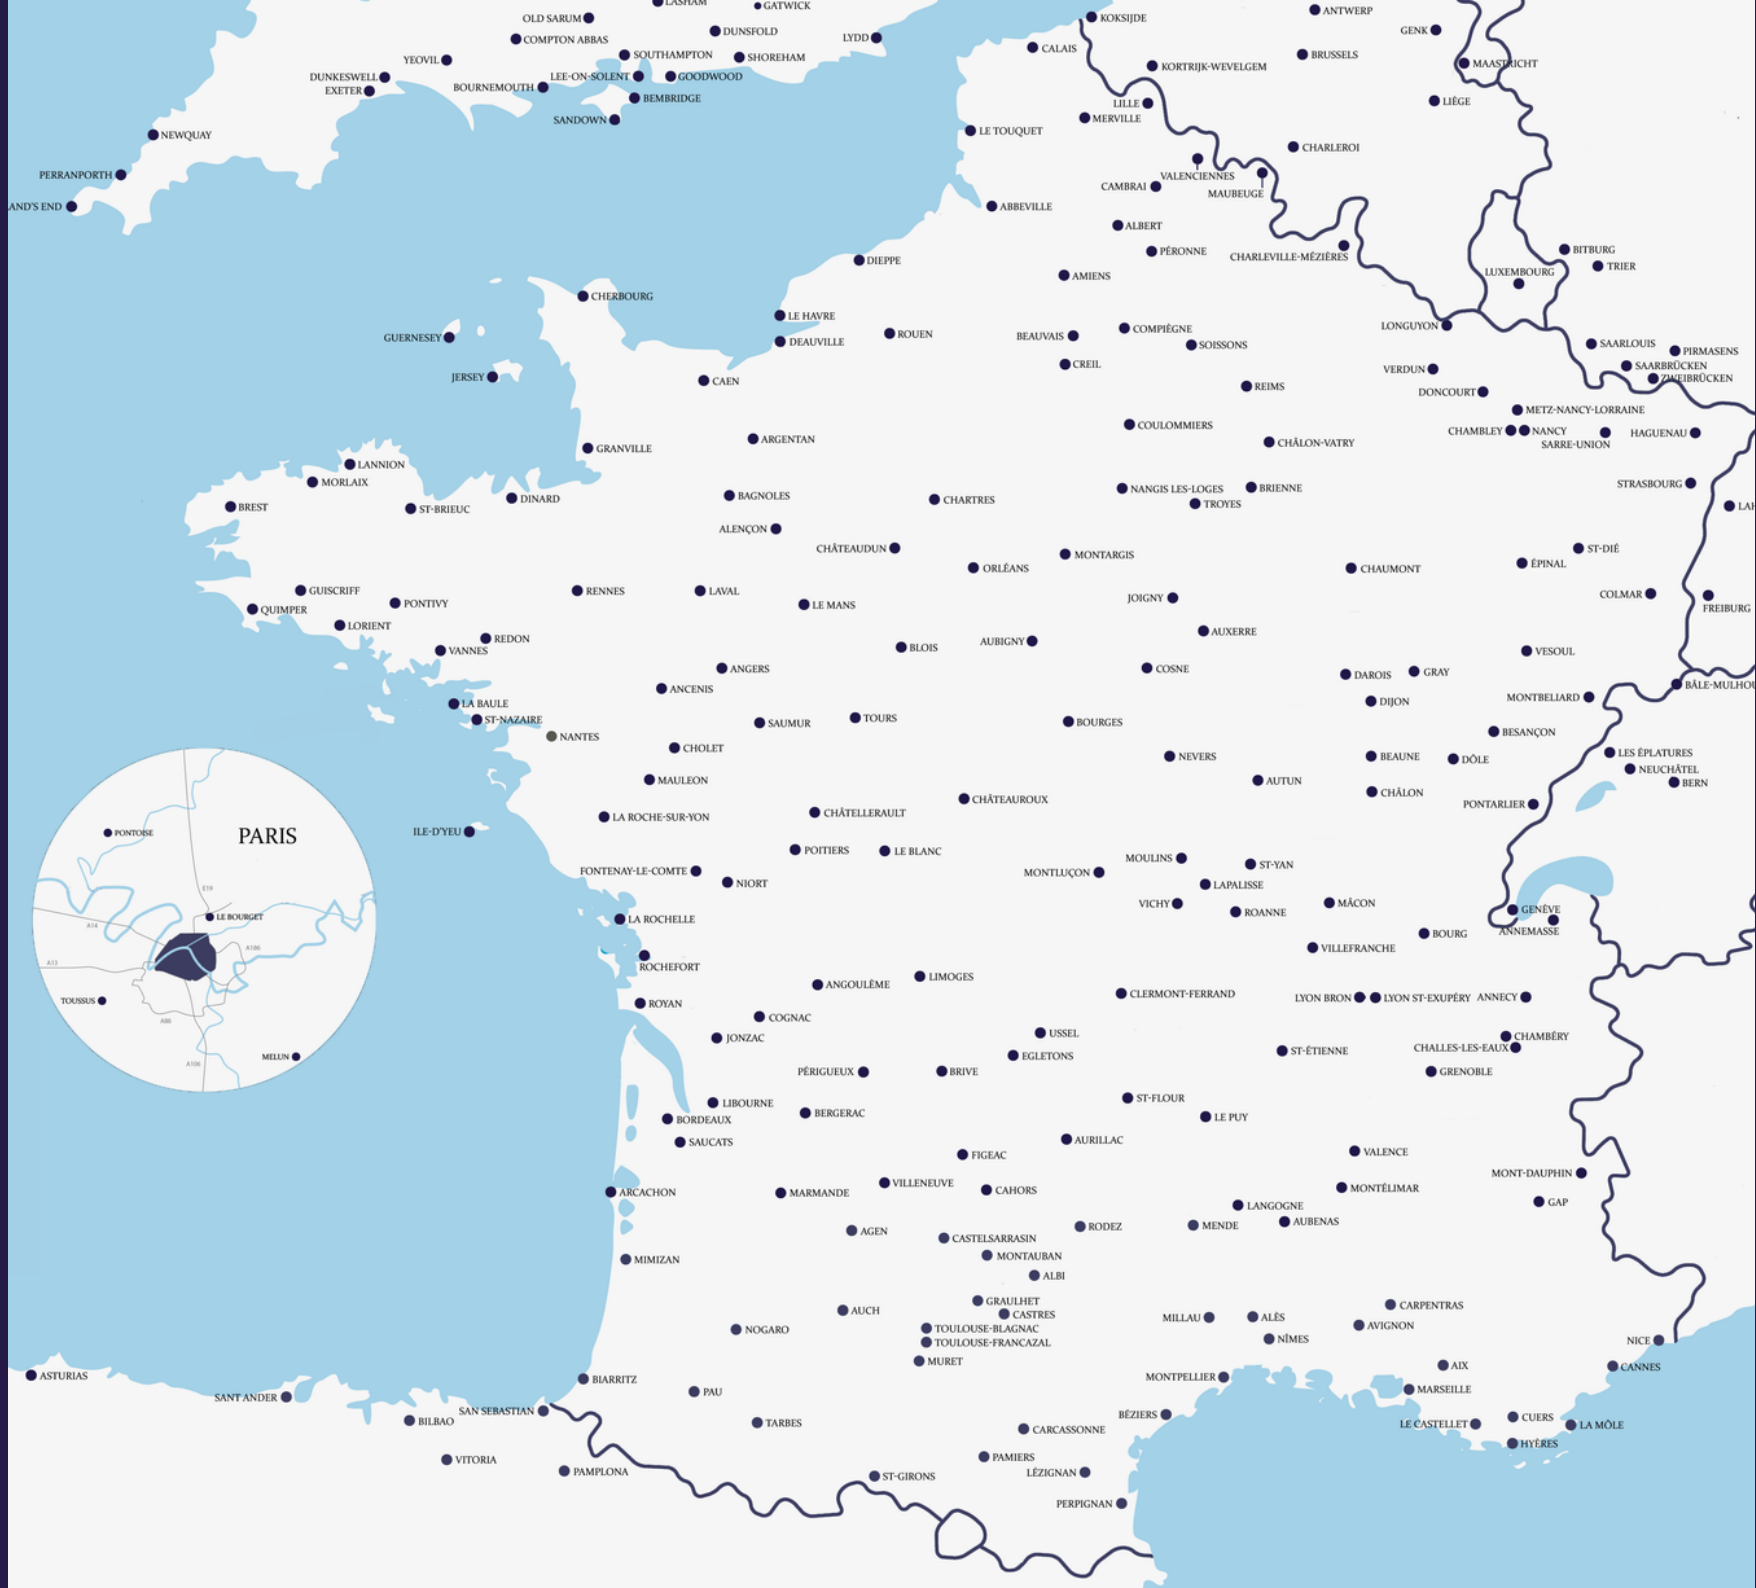 LASHAM
GATWICK
OLD SARUM
ANTWERP
KOKSIJDE
COMPTON ABBAS
DUNSFOLD
LYDD
GENK
CALAIS
YEOVIL
SOUTHAMPTON
SHOREHAM
BRUSSELS
MAASTRICHT
KORTRIJK-WEVELGEM
DUNKESWELL
LEE-ON-SOLENT
GOODWOOD
EXETER
BOURNEMOUTH
BEMBRIDGE
LILLE
LIÈGE
SANDOWN
MERVILLE
NEWQUAY
LE TOUQUET
CHARLEROI
PERRANPORTH
VALENCIENNES
CAMBRAI
MAUBEUGE
AND'S END
ABBEVILLE
ALBERT
PÉRONNE
CHARLEVILLE-MÉZIÈRES
BITBURG
DIEPPE
TRIER
AMIENS
LUXEMBOURG
CHERBOURG
LE HAVRE
ROUEN
COMPIÈGNE
LONGUYON
GUERNESEY
DEAUVILLE
BEAUVAIS
SOISSONS
SAARLOUIS
PIRMASENS
CREIL
VERDUN
SAARBRÜCKEN
JERSEY
CAEN
REIMS
DONCOURT
ZWEIBRÜCKEN
METZ-NANCY-LORRAINE
COULOMMIERS
CHAMBLEY
NANCY
HAGUENAU
ARGENTAN
CHÂLON-VATRY
SARRE-UNION
GRANVILLE
LANNION
MORLAIX
STRASBOURG
NANGIS LES-LOGES
BRIENNE
BREST
ST-BRIEUC
DINARD
BAGNOLES
CHARTRES
TROYES
LAH
ALENÇON
CHÂTEAUDUN
MONTARGIS
ST-DIÉ
ORLÉANS
CHAUMONT
ÉPINAL
GUISCRIFF
RENNES
LAVAL
COLMAR
PONTIVY
LE MANS
JOIGNY
FREIBURG
QUIMPER
LORIENT
REDON
AUXERRE
VANNES
BLOIS
AUBIGNY
VESOUL
ANGERS
COSNE
DAROIS
GRAY
ANCENIS
BÂLE-MULHOU
LA BAULE
DIJON
MONTBELIARD
ST-NAZAIRE
SAUMUR
TOURS
BOURGES
BESANÇON
NANTES
CHOLET
NEVERS
BEAUNE
DÔLE
LES ÉPLATURES
NEUCHÂTEL
MAULEON
AUTUN
BERN
CHÂLON
CHÂTEAUROUX
PONTARLIER
LA ROCHE-SUR-YON
CHÂTELLERAULT
ILE-D'YEU
PONTOISE
PARIS
POITIERS
LE BLANC
MOULINS
ST-YAN
FONTENAY-LE-COMTE
MONTLUÇON
NIORT
LAPALISSE
E19
VICHY
MÂCON
ROANNE
GENÈVE
LE BOURGET
LA ROCHELLE
A14
BOURG
ANNEMASSE
A186
VILLEFRANCHE
A13
ROCHEFORT
LIMOGES
ANGOULÊME
CLERMONT-FERRAND
LYON BRON
LYON ST-EXUPÉRY
ANNECY
TOUSSUS
ROYAN
A86
COGNAC
USSEL
JONZAC
CHAMBÉRY
CHALLES-LES-EAUX
MELUN
EGLETONS
ST-ÉTIENNE
A106
PÉRIGUEUX
BRIVE
GRENOBLE
LIBOURNE
ST-FLOUR
BORDEAUX
BERGERAC
LE PUY
SAUCATS
AURILLAC
FIGEAC
VALENCE
MONT-DAUPHIN
VILLENEUVE
ARCACHON
MARMANDE
CAHORS
MONTÉLIMAR
LANGOGNE
GAP
AGEN
RODEZ
MENDE
AUBENAS
CASTELSARRASIN
MIMIZAN
MONTAUBAN
ALBI
GRAULHET
CARPENTRAS
AUCH
CASTRES
MILLAU
ALÈS
NOGARO
TOULOUSE-BLAGNAC
AVIGNON
TOULOUSE-FRANCAZAL
NÎMES
NICE
MURET
AIX
CANNES
ASTURIAS
BIARRITZ
MONTPELLIER
SANT ANDER
PAU
MARSEILLE
SAN SEBASTIAN
BÉZIERS
CUERS
BILBAO
TARBES
CARCASSONNE
LE CASTELLET
LA MÔLE
HYÈRES
VITORIA
PAMIERS
PAMPLONA
ST-GIRONS
LÉZIGNAN
PERPIGNAN